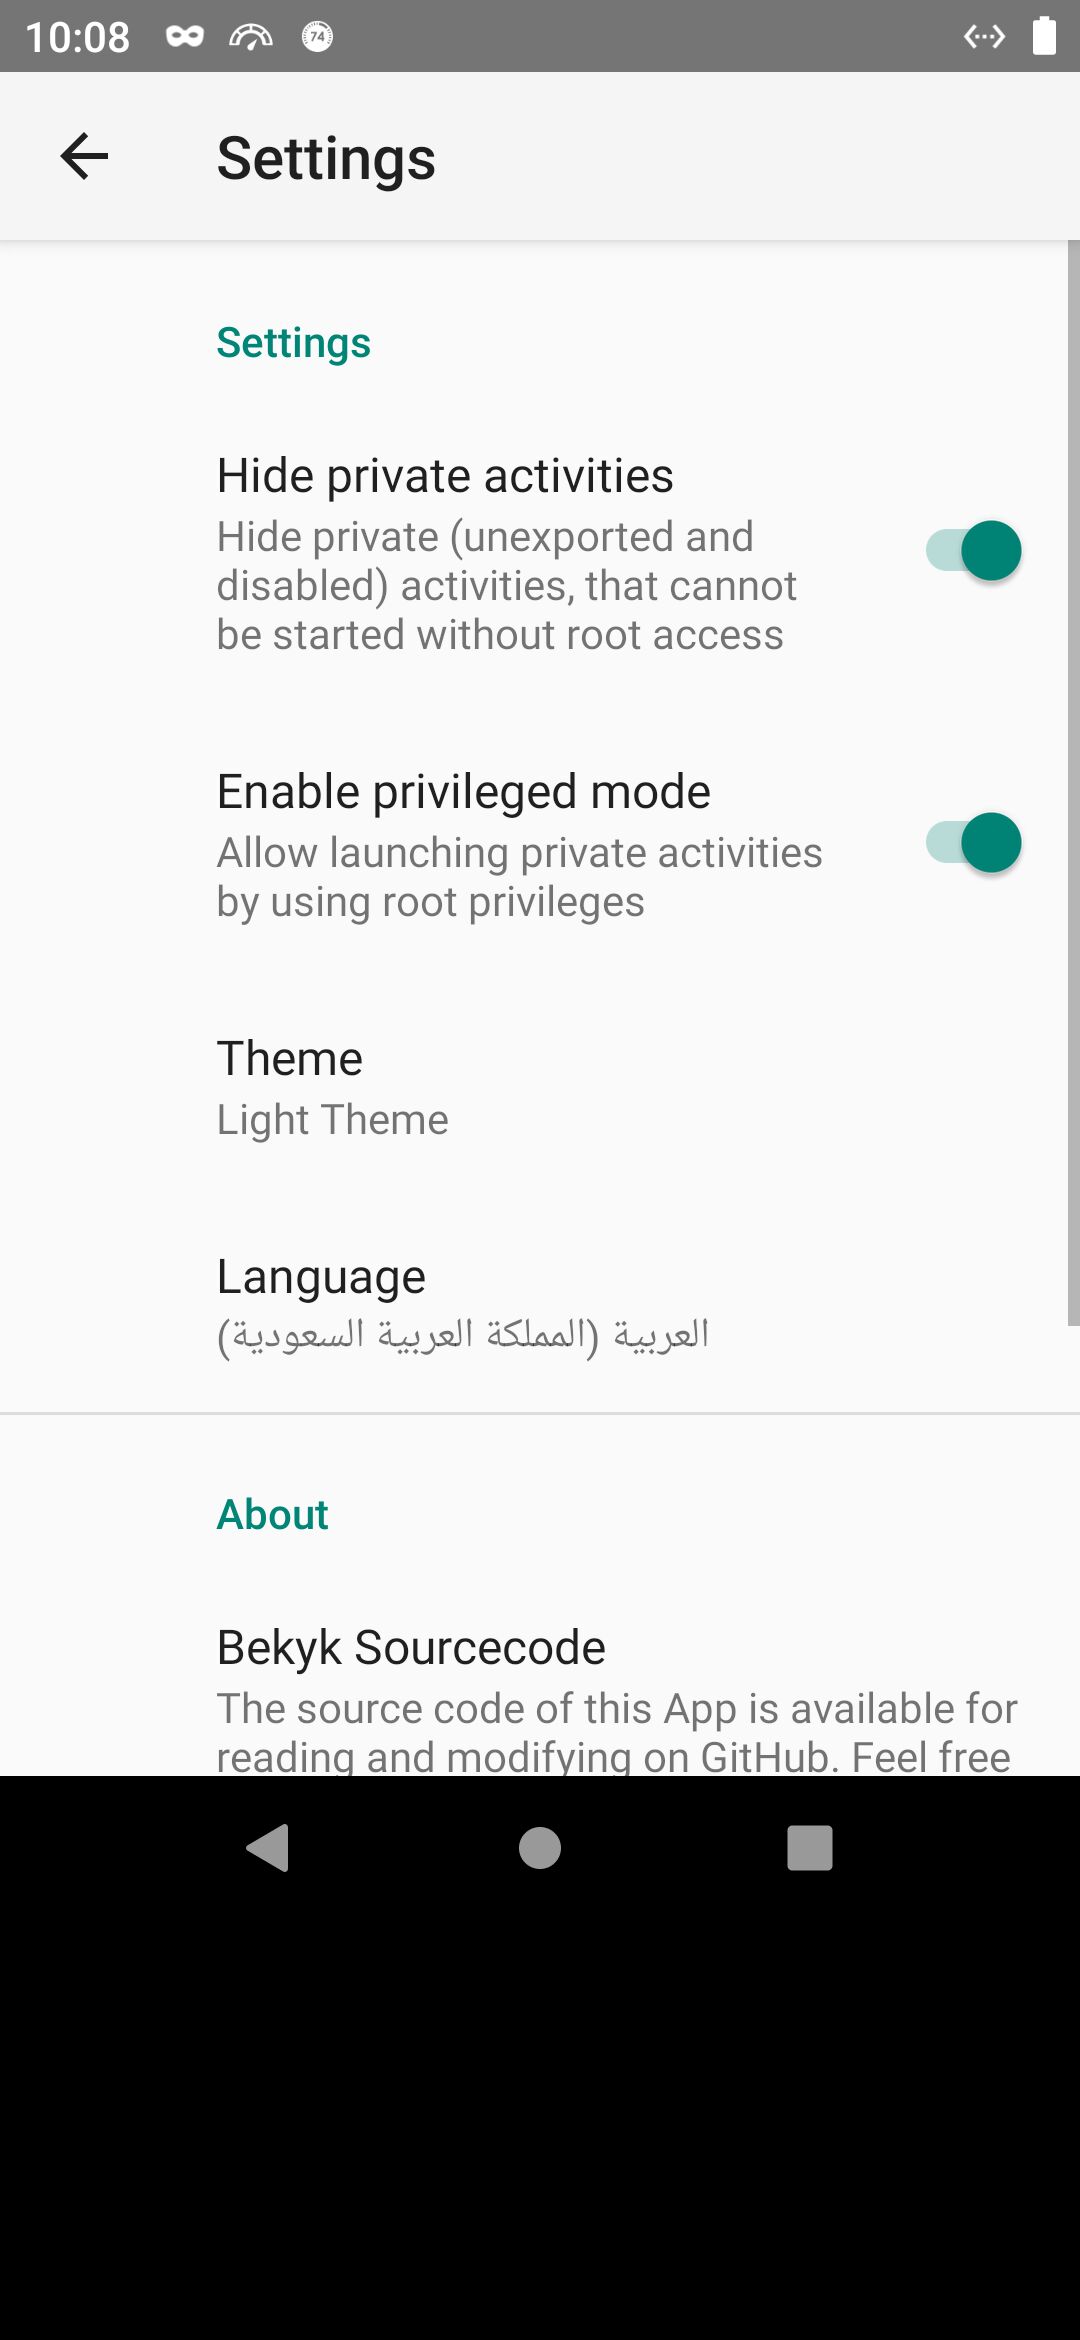 10:08
74
Settings
Settings
Hide private activities
Hide private (unexported and
disabled) activities, that cannot
be started without root access
Enable privileged mode
Allow launching private activities
by using root privileges
Theme
Light Theme
Language
العربية (المملكة العربية السعودية)
About
Bekyk Sourcecode
The source code of this App is available for
reading and modifying on GitHub. Feel free